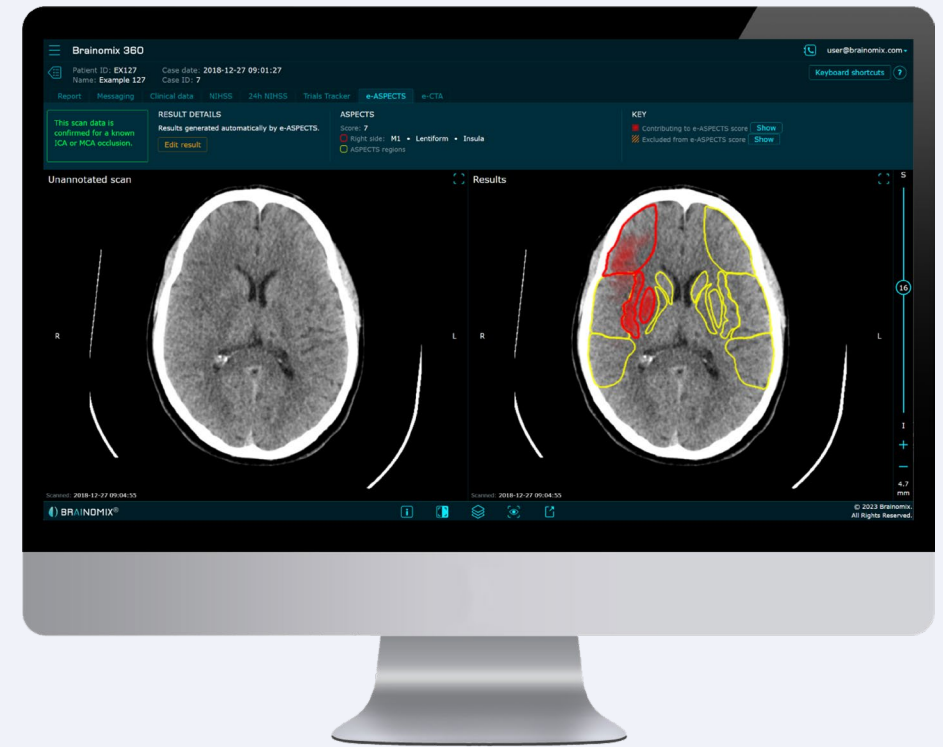 Brainomix 360
user@brainomix.com
Patient ID: EX127 Case date: 2018-12-27 09:01:27
Name: Example 127 Case ID: 7
Keyboard shortcuts ?
Report Messaging Clinical data NIHSS 24h NIHSS Trials Tracker e-ASPECTS e-CTA
This scan data is
confirmed for a known
ICA or MCA occlusion.
RESULT DETAILS
Results generated automatically by e-ASPECTS.
Edit result
ASPECTS
Score: 7
Right side: M1 • Lentiform • Insula
ASPECTS regions
KEY
Contributing to e-ASPECTS score Show
Excluded from e-ASPECTS score Show
Unannotated scan
R
L
Scanned: 2018-12-27 09:04:55
Results
R
L
Scanned: 2018-12-27 09:04:55
S
16
I
+
−
4.7
mm
BRAINOMIX®
i
© 2023 Brainomix.
All Rights Reserved.